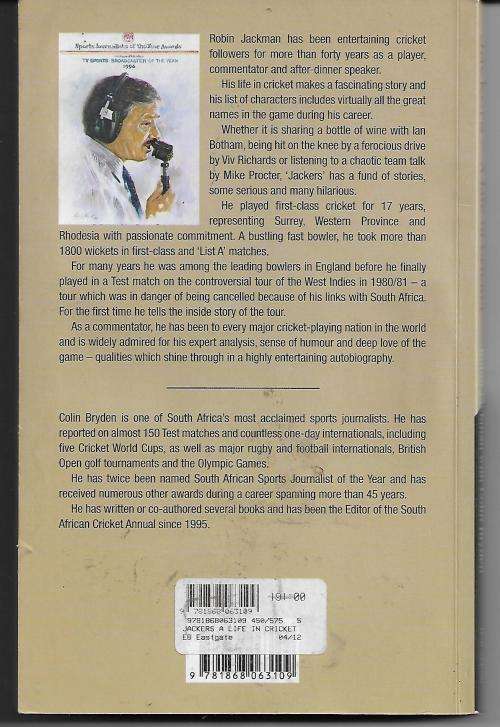 Sports Journalists of the Year Awards
TV SPORTS BROADCASTER OF THE YEAR
1994
Robin Jackman has been entertaining cricket
followers for more than forty years as a player,
commentator and after-dinner speaker.
His life in cricket makes a fascinating story and
his list of characters includes virtually all the great
names in the game during his career.
Whether it is sharing a bottle of wine with Ian
Botham, being hit on the knee by a ferocious drive
by Viv Richards or listening to a chaotic team talk
by Mike Procter, 'Jackers' has a fund of stories,
some serious and many hilarious.
He played first-class cricket for 17 years,
representing Surrey, Western Province and
Rhodesia with passionate commitment. A bustling fast bowler, he took more than
1800 wickets in first-class and 'List A' matches.
For many years he was among the leading bowlers in England before he finally
played in a Test match on the controversial tour of the West Indies in 1980/81 – a
tour which was in danger of being cancelled because of his links with South Africa.
For the first time he tells the inside story of the tour.
As a commentator, he has been to every major cricket-playing nation in the world
and is widely admired for his expert analysis, sense of humour and deep love of the
game – qualities which shine through in a highly entertaining autobiography.
Colin Bryden is one of South Africa's most acclaimed sports journalists. He has
reported on almost 150 Test matches and countless one-day internationals, including
five Cricket World Cups, as well as major rugby and football internationals, British
Open golf tournaments and the Olympic Games.
He has twice been named South African Sports Journalist of the Year and has
received numerous other awards during a career spanning more than 45 years.
He has written or co-authored several books and has been the Editor of the South
African Cricket Annual since 1995.
191.00
9 781868 063109
9781868063109 450/575 S
JACKERS A LIFE IN CRICKET
EB Eastgate 04/12
9 781868 063109